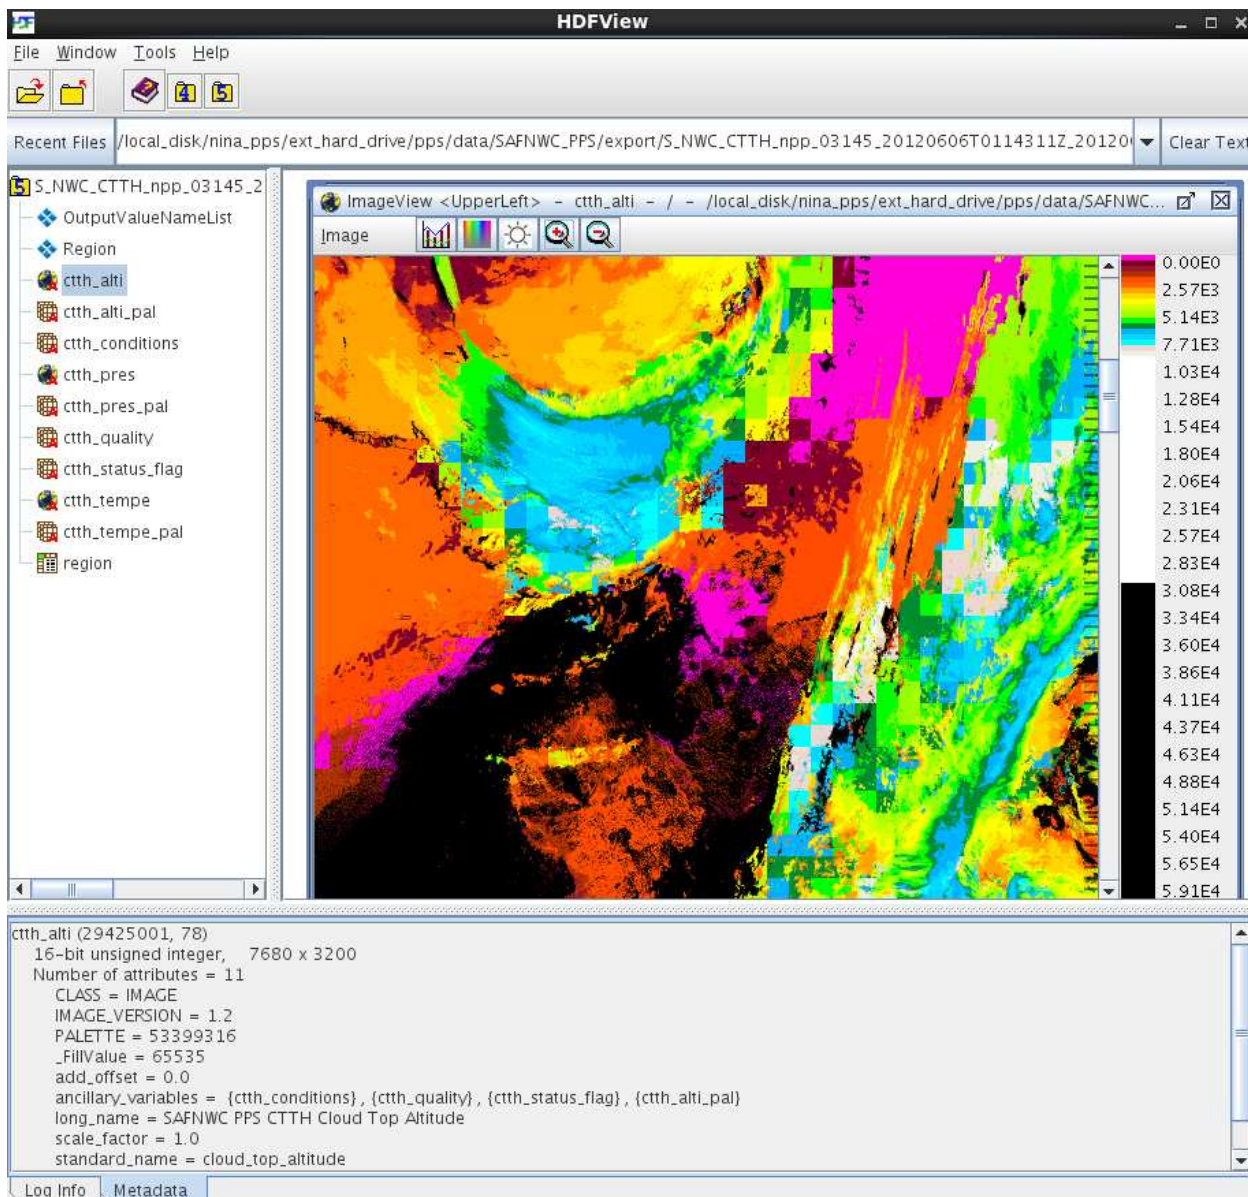 HDF
HDFView
File Window Tools Help
4 5
Recent Files /local_disk/nina_pps/ext_hard_drive/pps/data/SAFNWC_PPS/export/S_NWC_CTTH_npp_03145_20120606T0114311Z_20120 Clear Text
5 S_NWC_CTTH_npp_03145_2
OutputValueNameList
Region
ctth_alti
ctth_alti_pal
ctth_conditions
ctth_pres
ctth_pres_pal
ctth_quality
ctth_status_flag
ctth_tempe
ctth_tempe_pal
region
ImageView <UpperLeft> - ctth_alti - / - /local_disk/nina_pps/ext_hard_drive/pps/data/SAFNWC...
Image
0.00E0
2.57E3
5.14E3
7.71E3
1.03E4
1.28E4
1.54E4
1.80E4
2.06E4
2.31E4
2.57E4
2.83E4
3.08E4
3.34E4
3.60E4
3.86E4
4.11E4
4.37E4
4.63E4
4.88E4
5.14E4
5.40E4
5.65E4
5.91E4
ctth_alti (29425001, 78)
16-bit unsigned integer, 7680 x 3200
Number of attributes = 11
CLASS = IMAGE
IMAGE_VERSION = 1.2
PALETTE = 53399316
_FillValue = 65535
add_offset = 0.0
ancillary_variables = {ctth_conditions} , {ctth_quality} , {ctth_status_flag} , {ctth_alti_pal}
long_name = SAFNWC PPS CTTH Cloud Top Altitude
scale_factor = 1.0
standard_name = cloud_top_altitude
Log Info Metadata